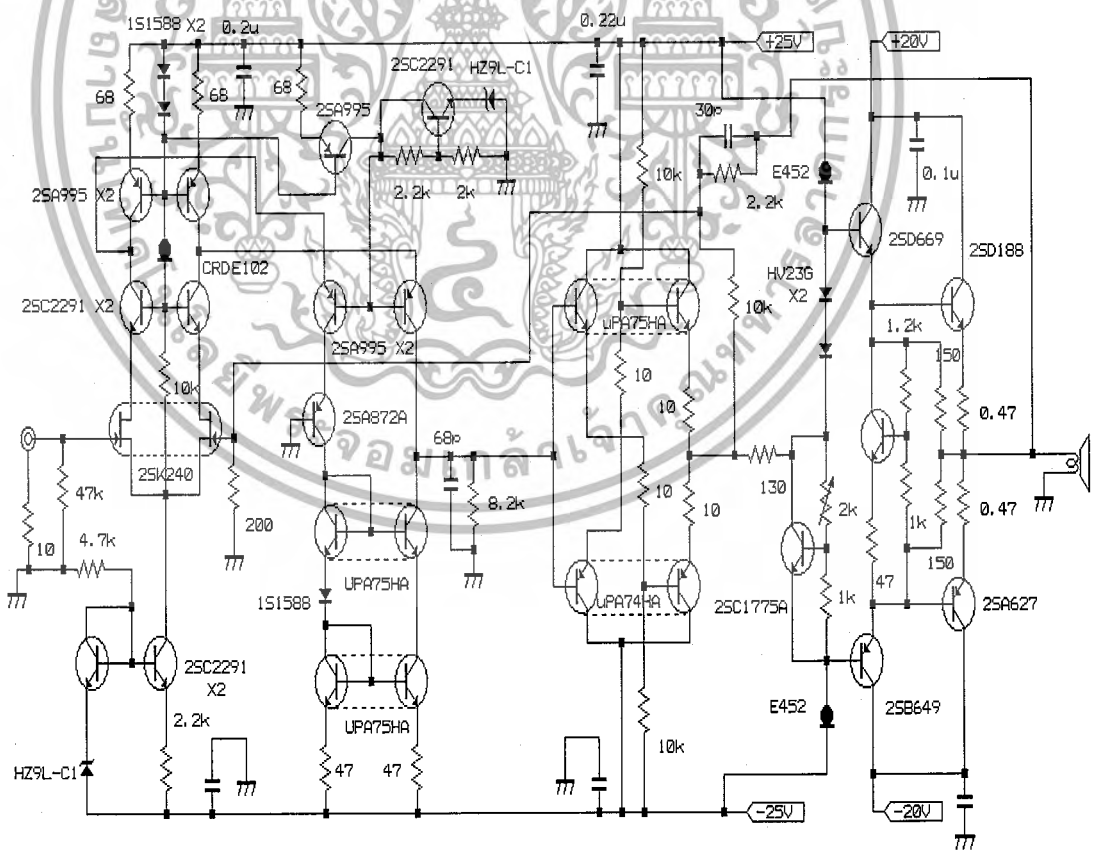 1S1588 X2
0.2u
0.22u
+25V
+20V
2SC2291
HZ9L-C1
68
68
68
2SA995
30p
E452
0.1u
10k
2.2k
2k
2.2k
2SA995 X2
2SD669
2SD188
CRDE102
HV23G
X2
2SC2291 X2
uPA75HA
10k
1.2k
2SA995 X2
150
10k
10
10
0.47
2SA872A
68p
2SK240
47k
8.2k
10
10
130
2k
0.47
200
1k
10
4.7k
47
150
UPA75HA
1S1588
uPA74HA
2SC1775A
1k
2SA627
2SC2291
X2
2SB649
2.2k
UPA75HA
E452
10k
HZ9L-C1
47
47
-25V
-20V